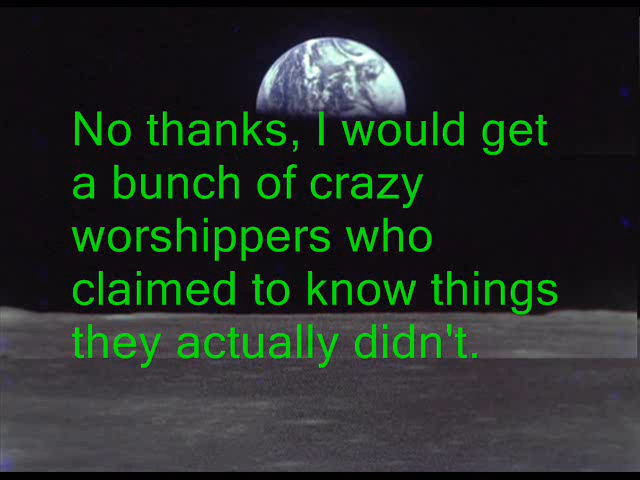 No thanks, I would get
a bunch of crazy
worshippers who
claimed to know things
they actually didn't.